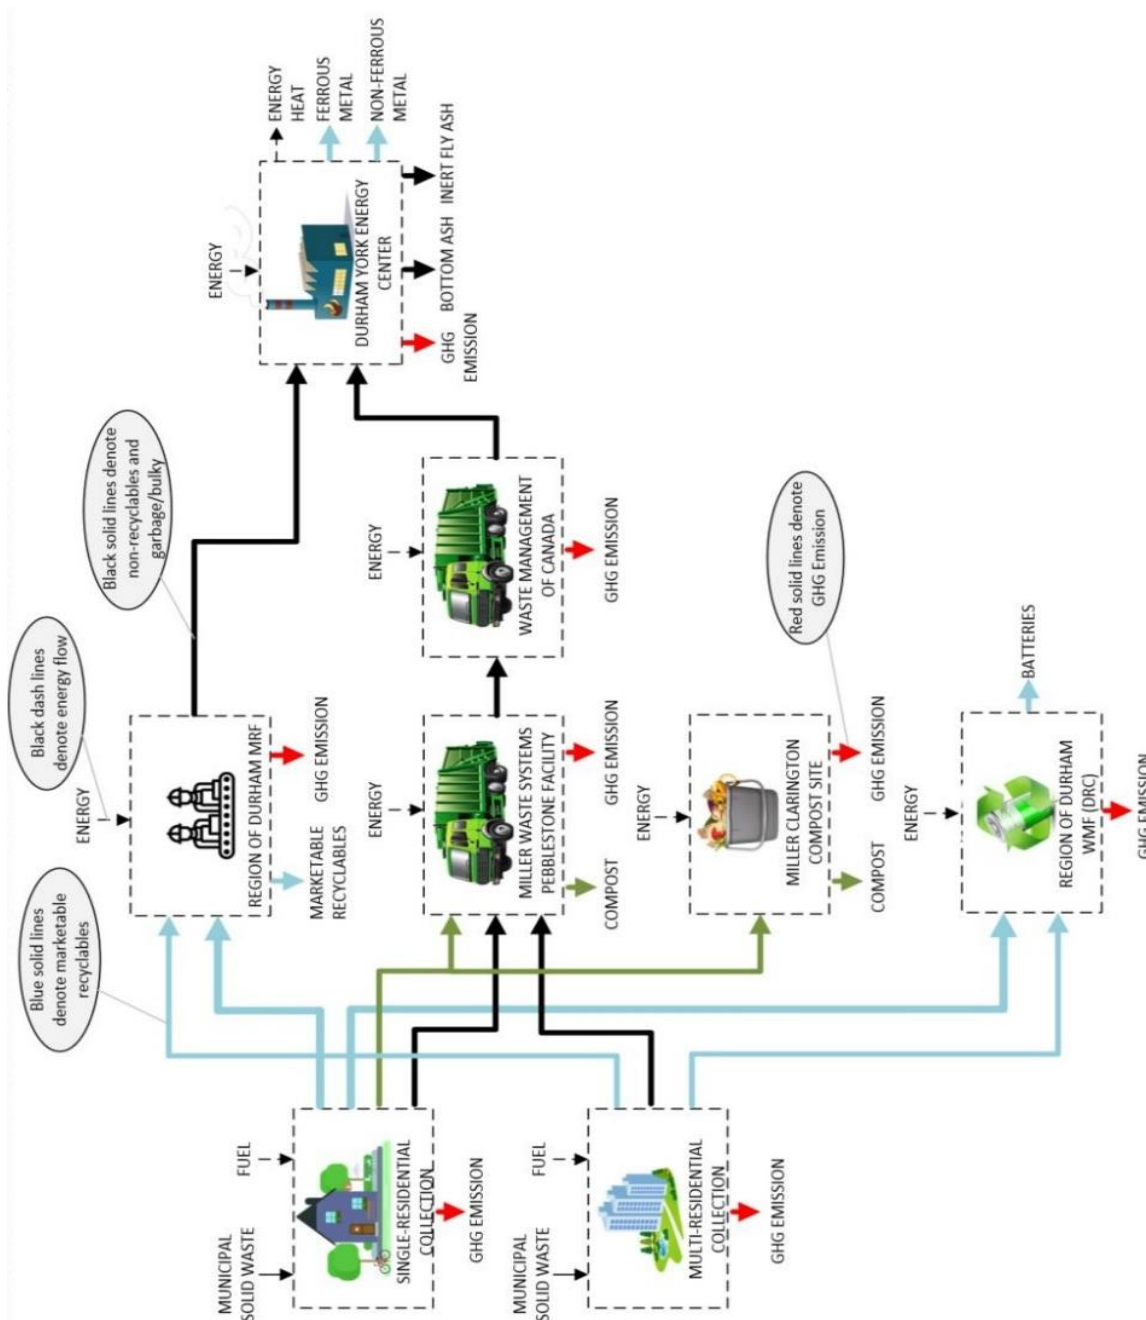 MUNICIPAL
SOLID WASTE
FUEL
SINGLE-RESIDENTIAL
COLLECTION
GHG EMISSION
MUNICIPAL
SOLID WASTE
FUEL
MULTI-RESIDENTIAL
COLLECTION
GHG EMISSION
Blue solid lines
denote marketable
recyclables
Black dash lines
denote energy flow
Black solid lines denote
non-recyclables and
garbage/bulky
ENERGY
REGION OF DURHAM MRF
MARKETABLE
RECYCLABLES
GHG EMISSION
ENERGY
MILLER WASTE SYSTEMS
PEBBLESTONE FACILITY
COMPOST
GHG EMISSION
ENERGY
MILLER CLARINGTON
COMPOST SITE
COMPOST
GHG EMISSION
Red solid lines denote
GHG Emission
ENERGY
REGION OF DURHAM
WMF (DRC)
BATTERIES
GHG EMISSION
ENERGY
WASTE MANAGEMENT
OF CANADA
GHG EMISSION
ENERGY
DURHAM YORK ENERGY
CENTER
GHG
EMISSION
BOTTOM ASH
INERT FLY ASH
ENERGY
HEAT
FERROUS
METAL
NON-FERROUS
METAL